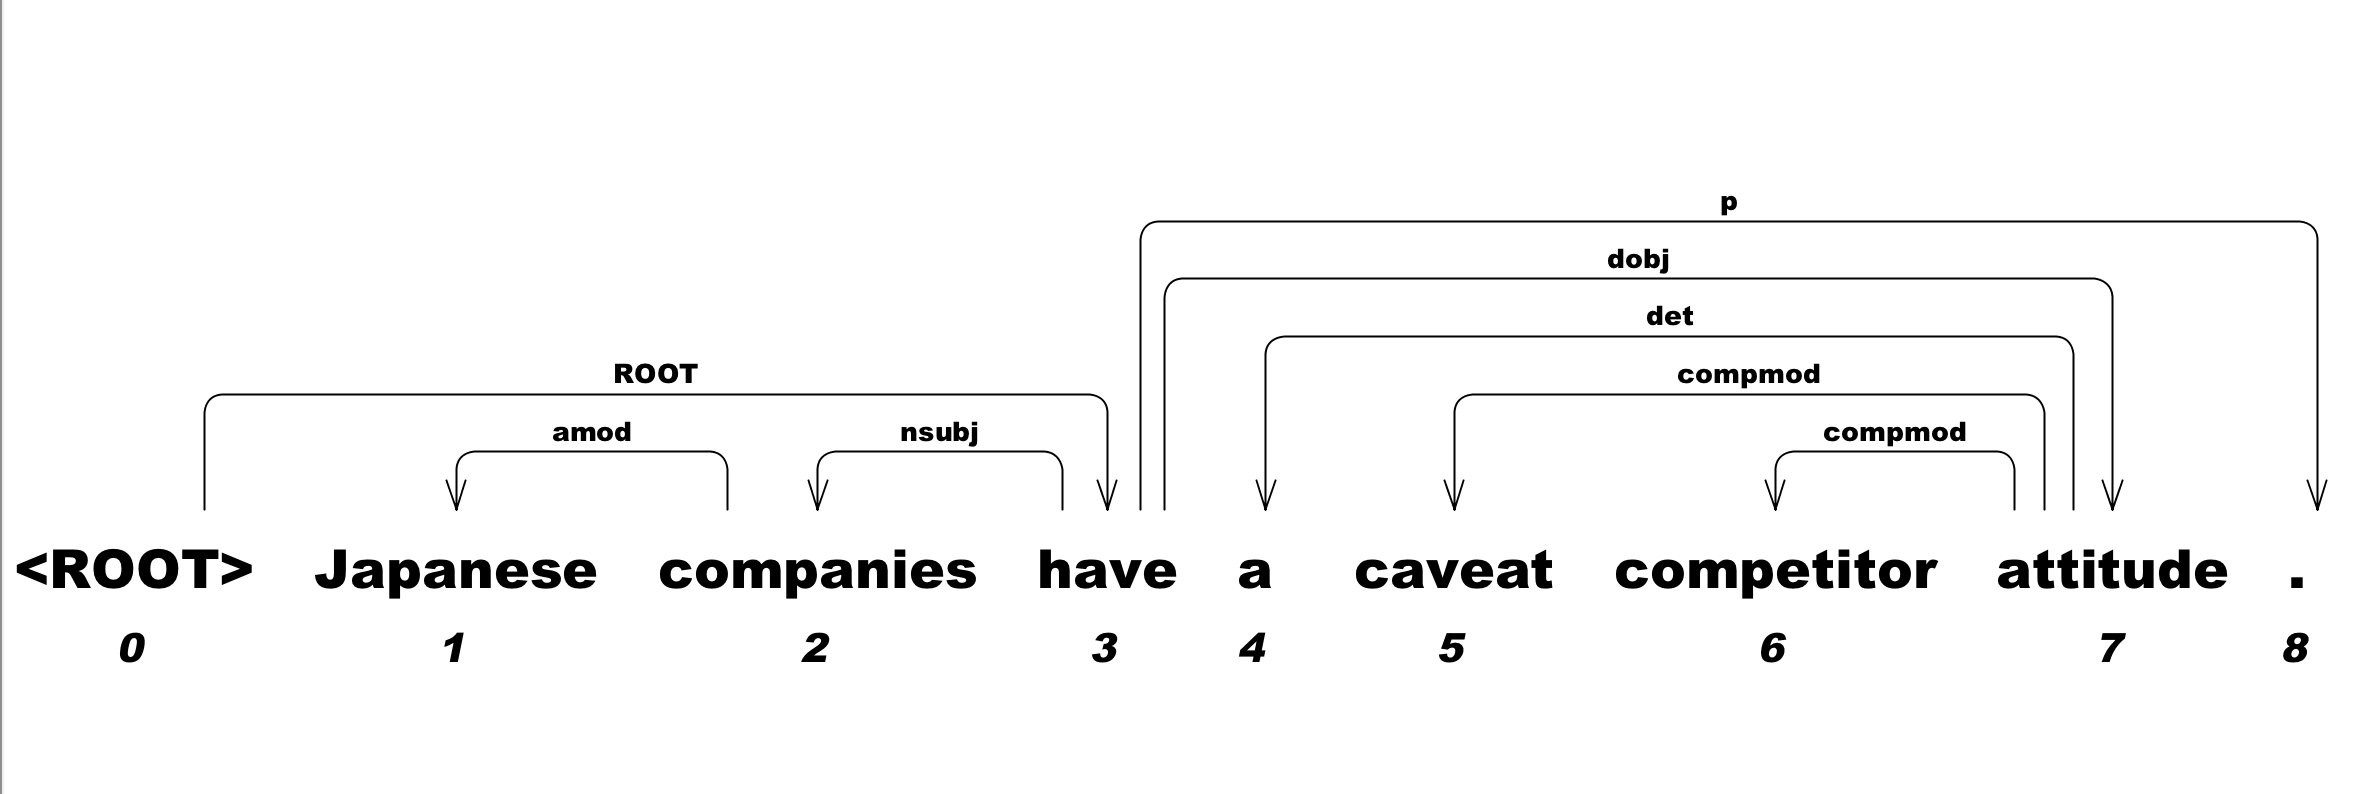 p
dobj
det
ROOT compmod
amod nsubj compmod
<ROOT> Japanese companies have a caveat competitor attitude .
0 1 2 3 4 5 6 7 8